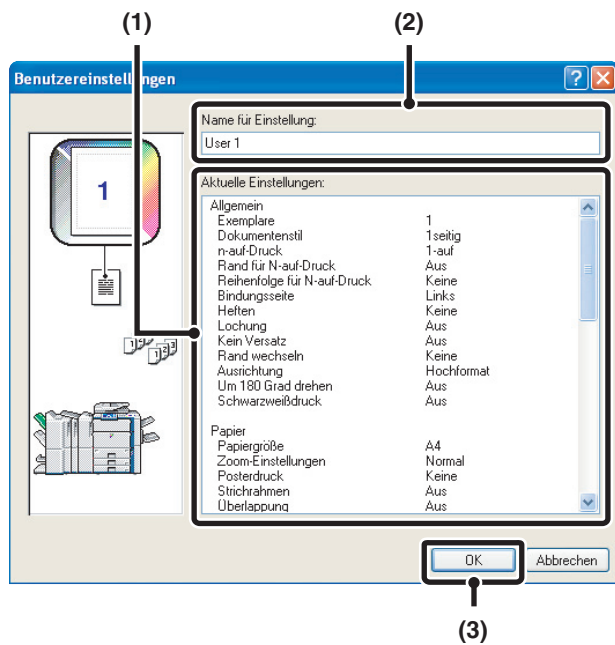 (1) (2)
Benutzereinstellungen
Name für Einstellung:
User 1
1
Aktuelle Einstellungen:
Allgemein
Exemplare 1
Dokumentenstil 1seitig
n-auf-Druck 1-auf
Rand für N-auf-Druck Aus
Reihenfolge für N-auf-Druck Keine
Bindungsseite Links
Heften Keine
Lochung Aus
Kein Versatz Aus
Rand wechseln Keine
Ausrichtung Hochformat
Um 180 Grad drehen Aus
Schwarzweißdruck Aus
Papier
Papiergröße A4
Zoom-Einstellungen Normal
Posterdruck Keine
Strichrahmen Aus
Überlappung Aus
OK Abbrechen
(3)